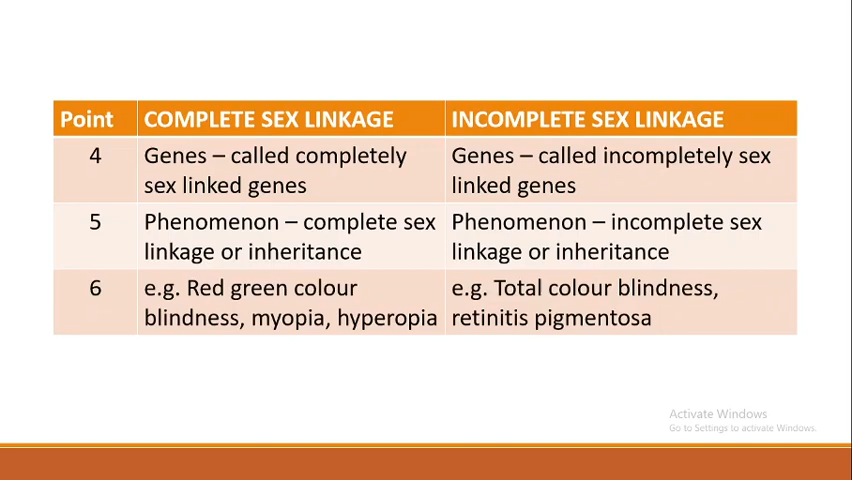 Point COMPLETE SEX LINKAGE INCOMPLETE SEX LINKAGE
4 Genes – called completely
sex linked genes
Genes – called incompletely sex
linked genes
5 Phenomenon – complete sex
linkage or inheritance
Phenomenon – incomplete sex
linkage or inheritance
6 e.g. Red green colour
blindness, myopia, hyperopia
e.g. Total colour blindness,
retinitis pigmentosa
Activate Windows
Go to Settings to activate Windows.